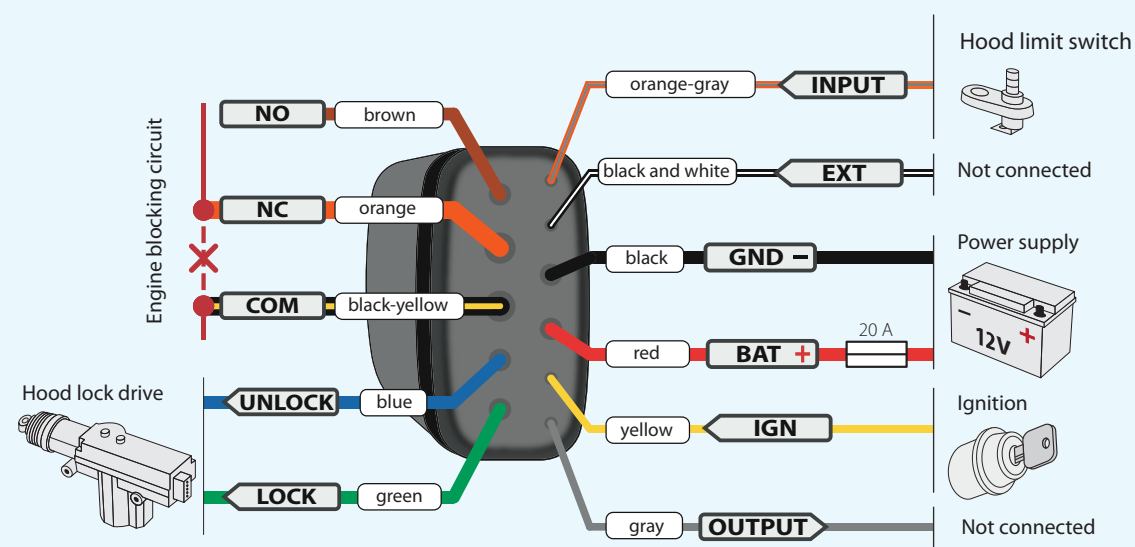 Hood limit switch
orange-gray
INPUT
NO
brown
black and white
EXT
Not connected
Engine blocking circuit
NC
orange
Power supply
black
GND –
COM
black-yellow
20 A
red
BAT +
– 12V +
Hood lock drive
UNLOCK
blue
Ignition
yellow
IGN
LOCK
green
gray
OUTPUT
Not connected